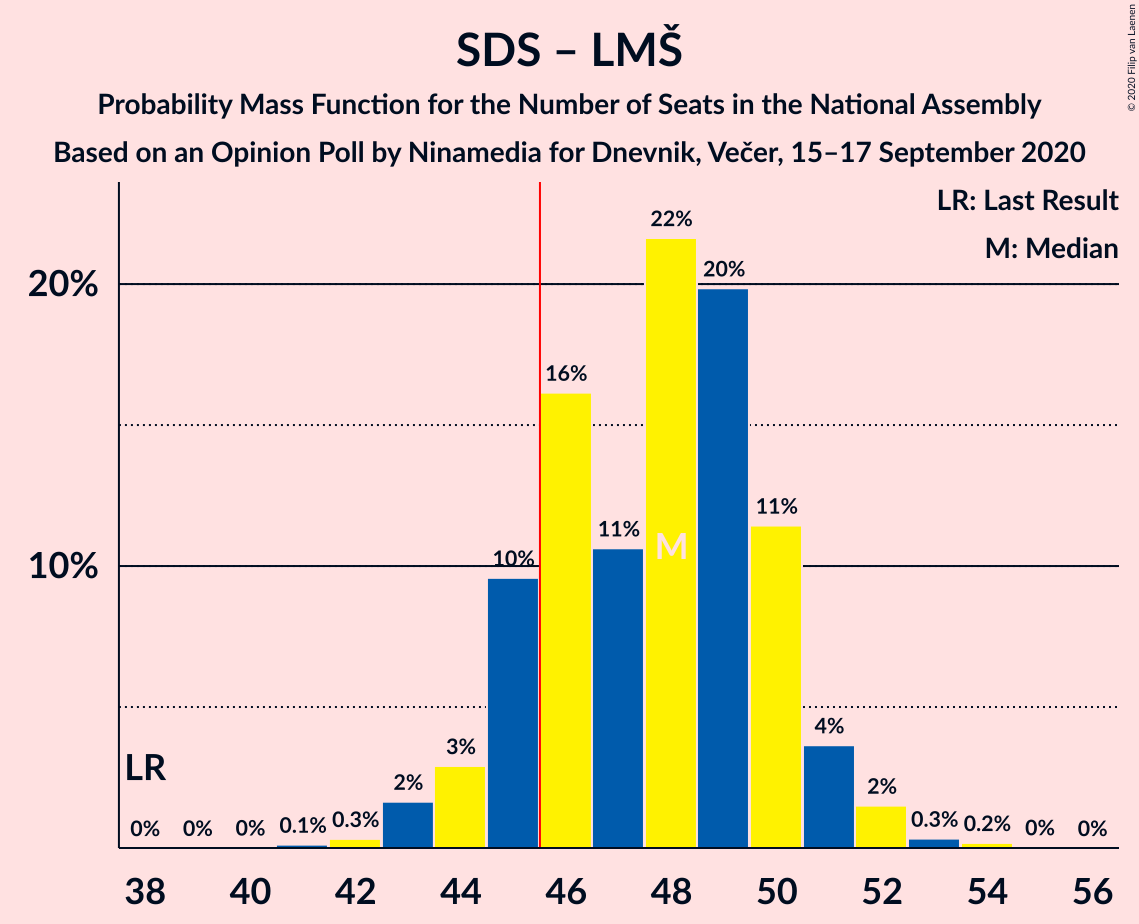 SDS – LMŠ
Probability Mass Function for the Number of Seats in the National Assembly
Based on an Opinion Poll by Ninamedia for Dnevnik, Večer, 15–17 September 2020
© 2020 Filip van Laenen
LR: Last Result
M: Median
20%
10%
LR
0%
0%
0%
0.1%
0.3%
2%
3%
10%
16%
11%
22%
M
20%
11%
4%
2%
0.3%
0.2%
0%
0%
38 40 42 44 46 48 50 52 54 56